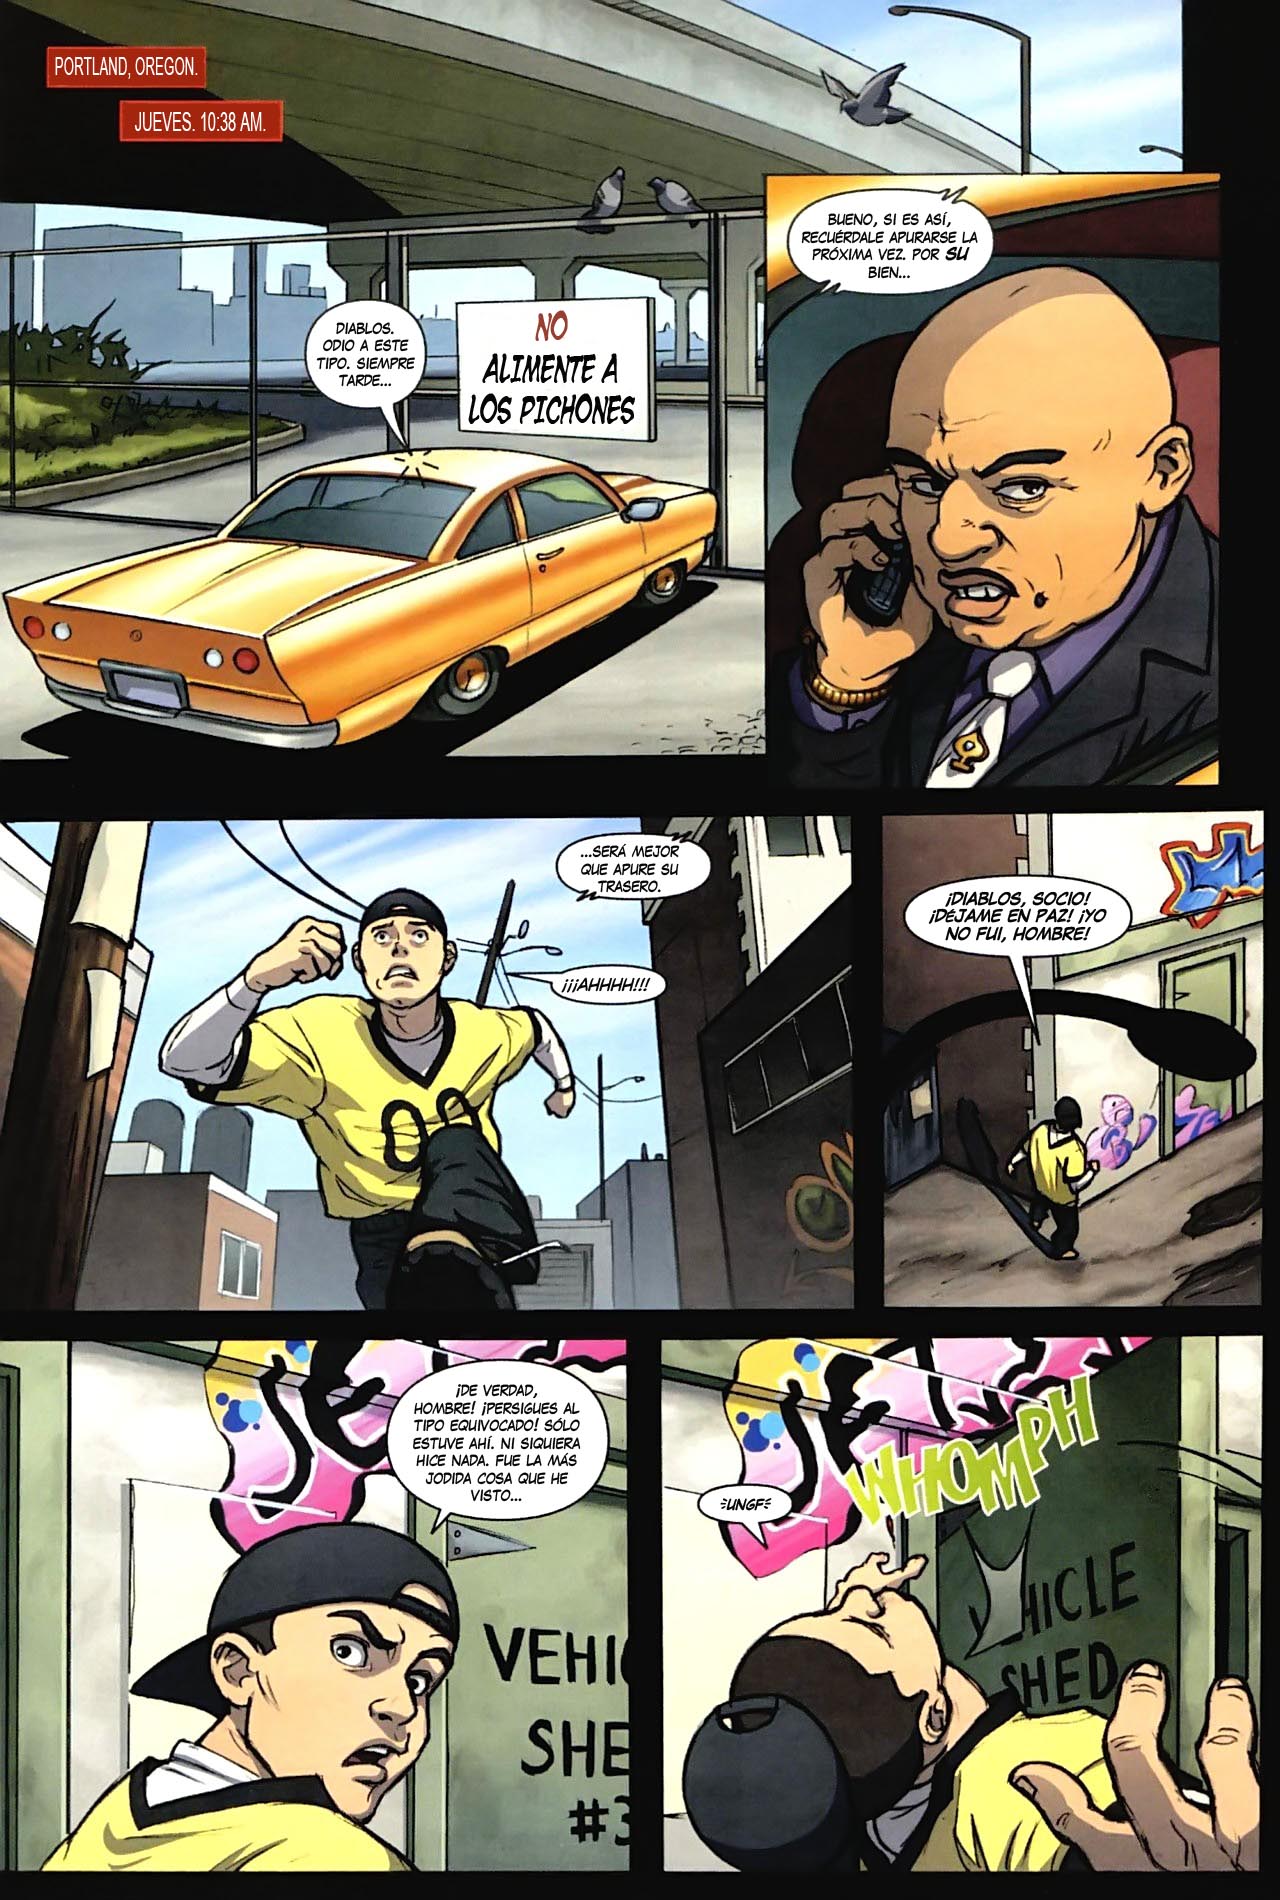 PORTLAND, OREGON.
JUEVES. 10:38 AM.
DIABLOS.
ODIO A ESTE
TIPO. SIEMPRE
TARDE...
NO
ALIMENTE A
LOS PICHONES
BUENO, SI ES ASÍ,
RECUÉRDALE APURARSE LA
PRÓXIMA VEZ. POR SU
BIEN...
...SERÁ MEJOR
QUE APURE SU
TRASERO.
¡¡¡AHHHH!!!
¡DIABLOS, SOCIO!
¡DÉJAME EN PAZ! ¡YO
NO FUI, HOMBRE!
¡DE VERDAD,
HOMBRE! ¡PERSIGUES AL
TIPO EQUIVOCADO! SÓLO
ESTUVE AHÍ. NI SIQUIERA
HICE NADA. FUE LA MÁS
JODIDA COSA QUE HE
VISTO...
VEHIC
SHE
#3
WHOMPH
UNGF
VEHICLE
SHED